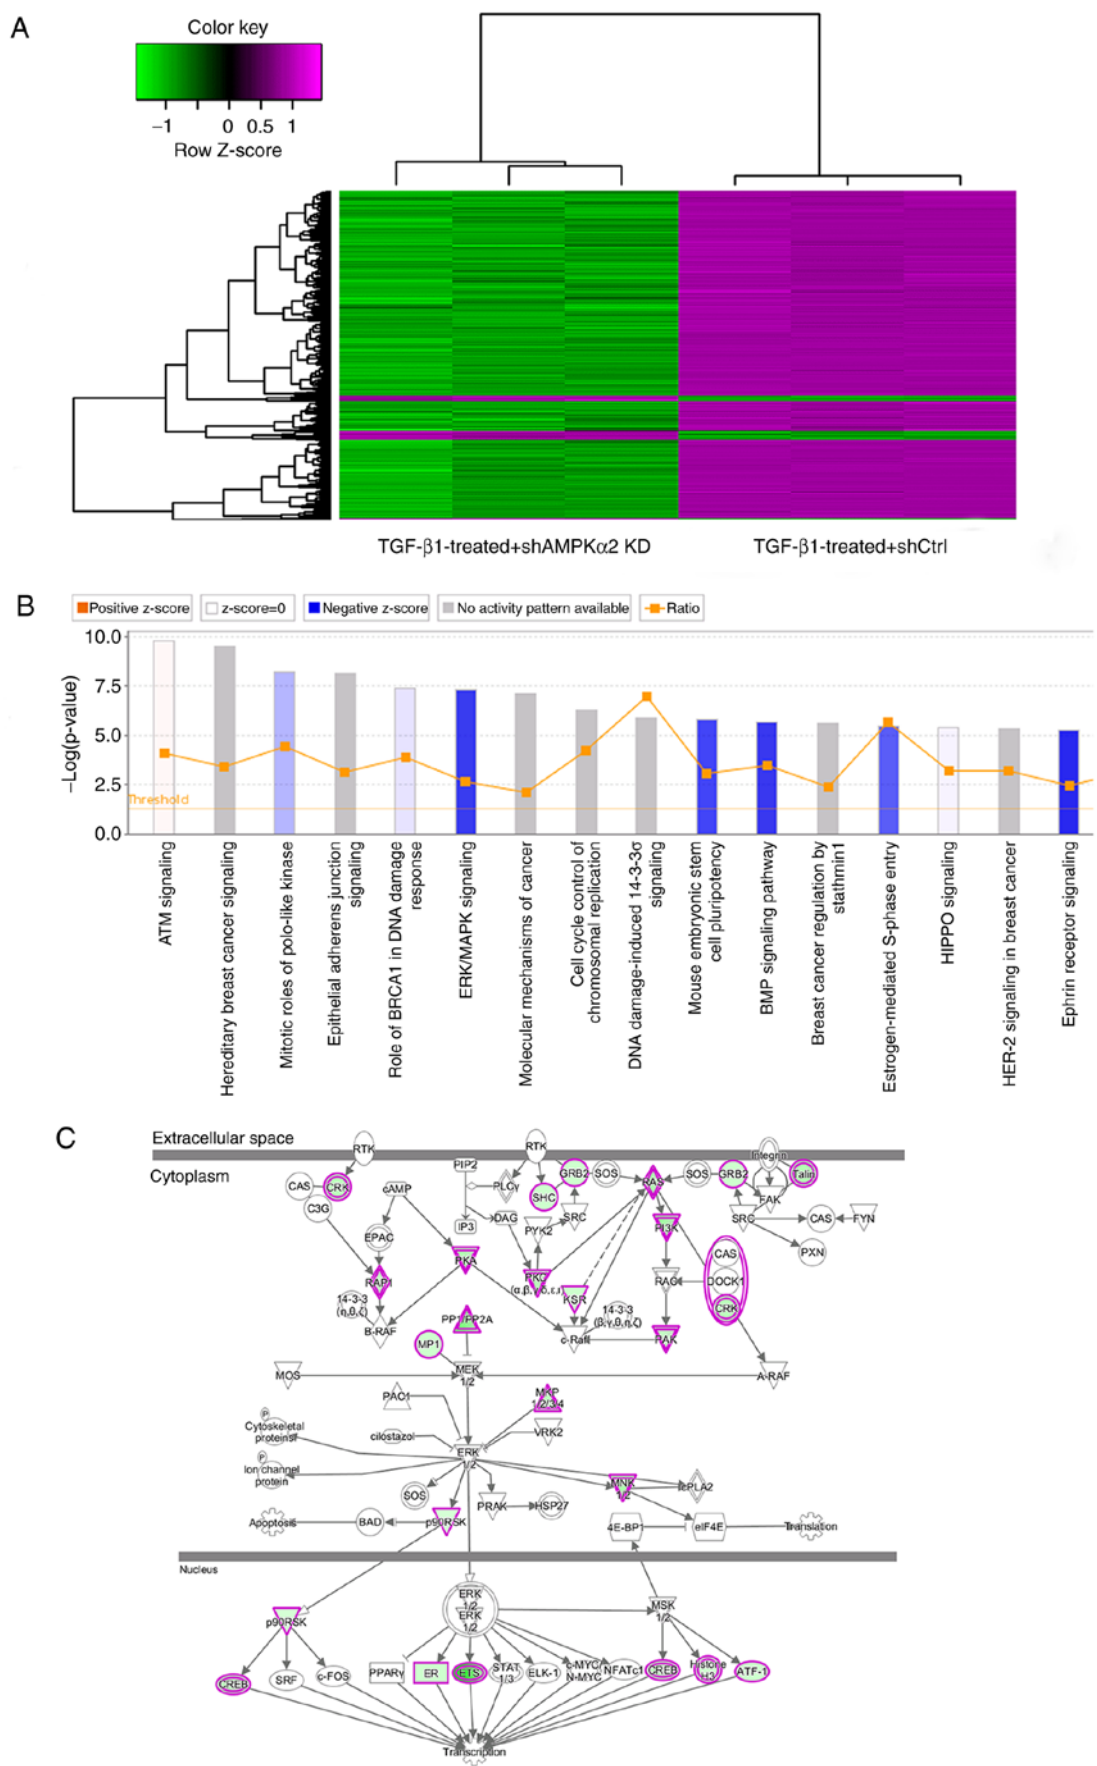 A
Color key
−1 0 0.5 1
Row Z-score
TGF-β1-treated+shAMPKα2 KD
TGF-β1-treated+shCtrl
B
Positive z-score
z-score=0
Negative z-score
No activity pattern available
Ratio
−Log(p-value)
10.0
7.5
5.0
2.5
0.0
Threshold
ATM signaling
Hereditary breast cancer signaling
Mitotic roles of polo-like kinase
Epithelial adherens junction
signaling
Role of BRCA1 in DNA damage
response
ERK/MAPK signaling
Molecular mechanisms of cancer
Cell cycle control of
chromosomal replication
DNA damage-induced 14-3-3σ
signaling
Mouse embryonic stem
cell pluripotency
BMP signaling pathway
Breast cancer regulation by
stathmin1
Estrogen-mediated S-phase entry
HIPPO signaling
HER-2 signaling in breast cancer
Ephrin receptor signaling
C
Extracellular space
Cytoplasm
RTK
RTK
Integrin
CAS
CRK
C3G
cAMP
PIP2
PLCγ
SHC
GRB2
SOS
RAS
SOS
GRB2
Talin
FAK
IP3
DAG
PYK2
SRC
PI3K
SRC
CAS
FYN
EPAC
PXN
RAP1
PKA
PKC
(α,β,γ,δ,ε,ι)
KSR
RAC
CAS
DOCK1
CRK
14-3-3
(η,θ,ζ)
B-RAF
PP1/PP2A
14-3-3
(β,γ,θ,η,ζ)
c-Raf
PAK
MP1
MOS
MEK
1/2
A-RAF
PAC1
MKP
1/2/3/4
Cytoskeletal
proteins
P
cilostazol
VRK2
ERK
1/2
P
Ion channel
protein
SOS
PRAK
HSP27
MNK
1/2
cPLA2
Apoptosis
BAD
p90RSK
4E-BP1
eIF4E
Translation
Nucleus
p90RSK
ERK
1/2
ERK
1/2
MSK
1/2
CREB
SRF
c-FOS
PPARγ
ER
ETS
STAT
1/3
ELK-1
c-MYC
N-MYC
NFATc1
CREB
Histone
H3
ATF-1
Transcription